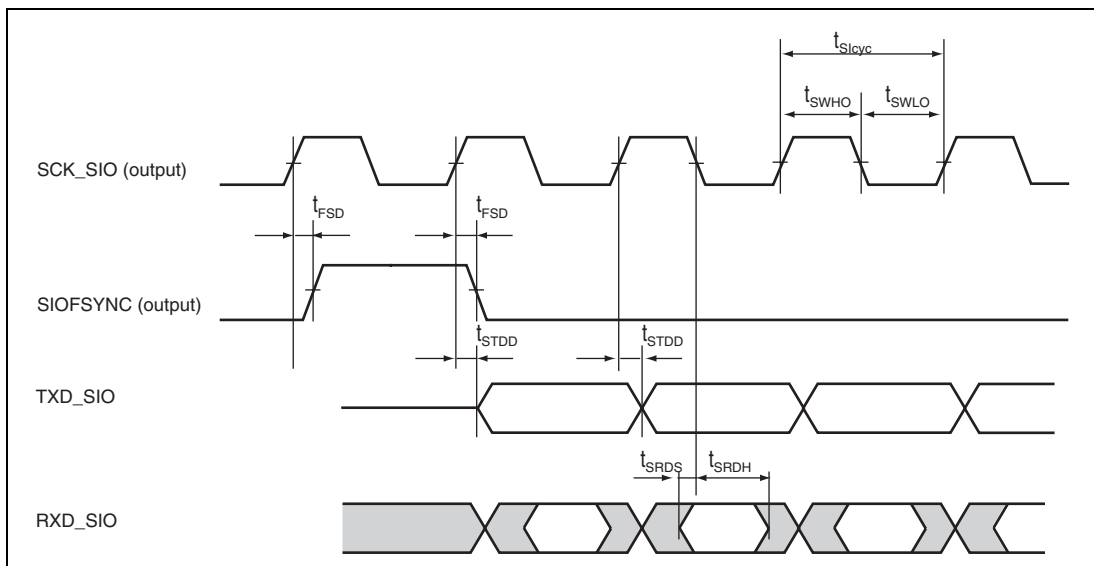 tSIcyc
tSWHO tSWLO
SCK_SIO (output)
tFSD tFSD
SIOFSYNC (output)
tSTDD tSTDD
TXD_SIO
tSRDS tSRDH
RXD_SIO